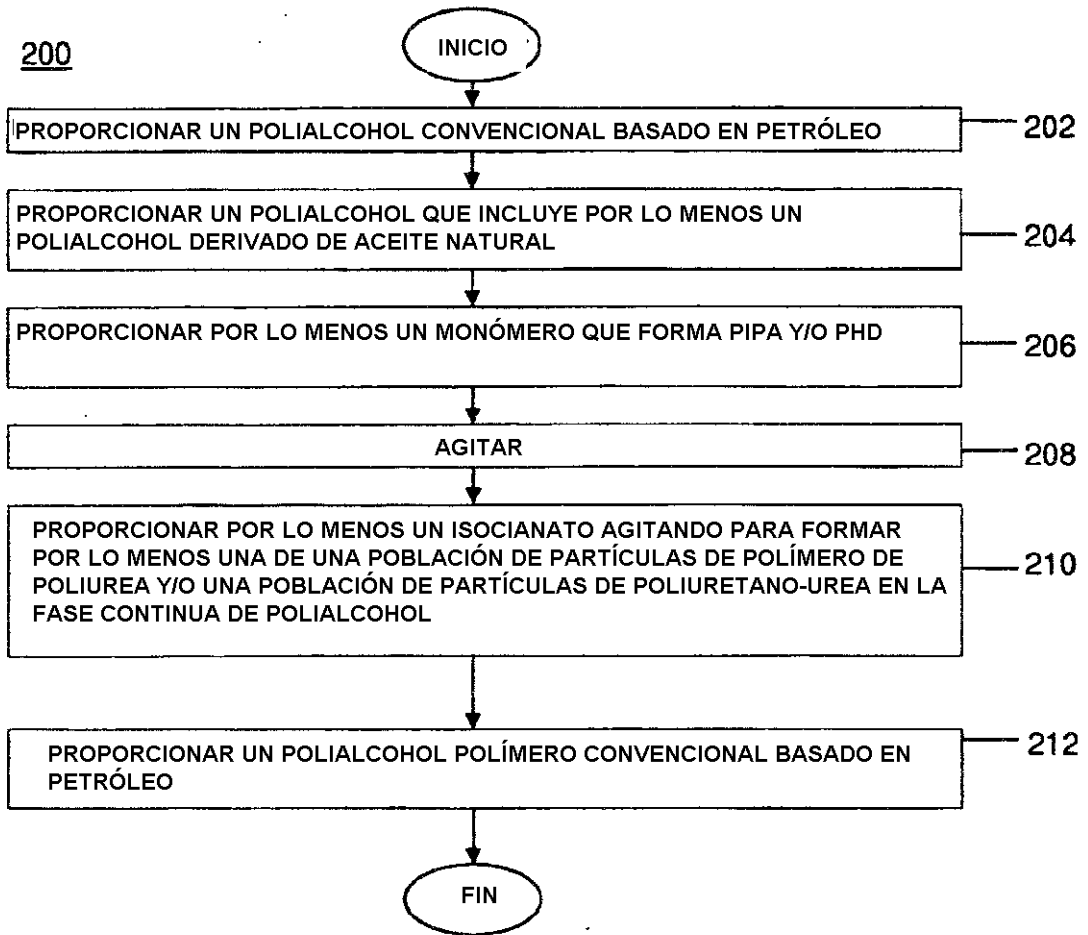 200
INICIO
PROPORCIONAR UN POLIALCOHOL CONVENCIONAL BASADO EN PETRÓLEO
202
PROPORCIONAR UN POLIALCOHOL QUE INCLUYE POR LO MENOS UN
POLIALCOHOL DERIVADO DE ACEITE NATURAL
204
PROPORCIONAR POR LO MENOS UN MONÓMERO QUE FORMA PIPA Y/O PHD
206
AGITAR
208
PROPORCIONAR POR LO MENOS UN ISOCIANATO AGITANDO PARA FORMAR
POR LO MENOS UNA DE UNA POBLACIÓN DE PARTÍCULAS DE POLÍMERO DE
POLIUREA Y/O UNA POBLACIÓN DE PARTÍCULAS DE POLIURETANO-UREA EN LA
FASE CONTINUA DE POLIALCOHOL
210
PROPORCIONAR UN POLIALCOHOL POLÍMERO CONVENCIONAL BASADO EN
PETRÓLEO
212
FIN